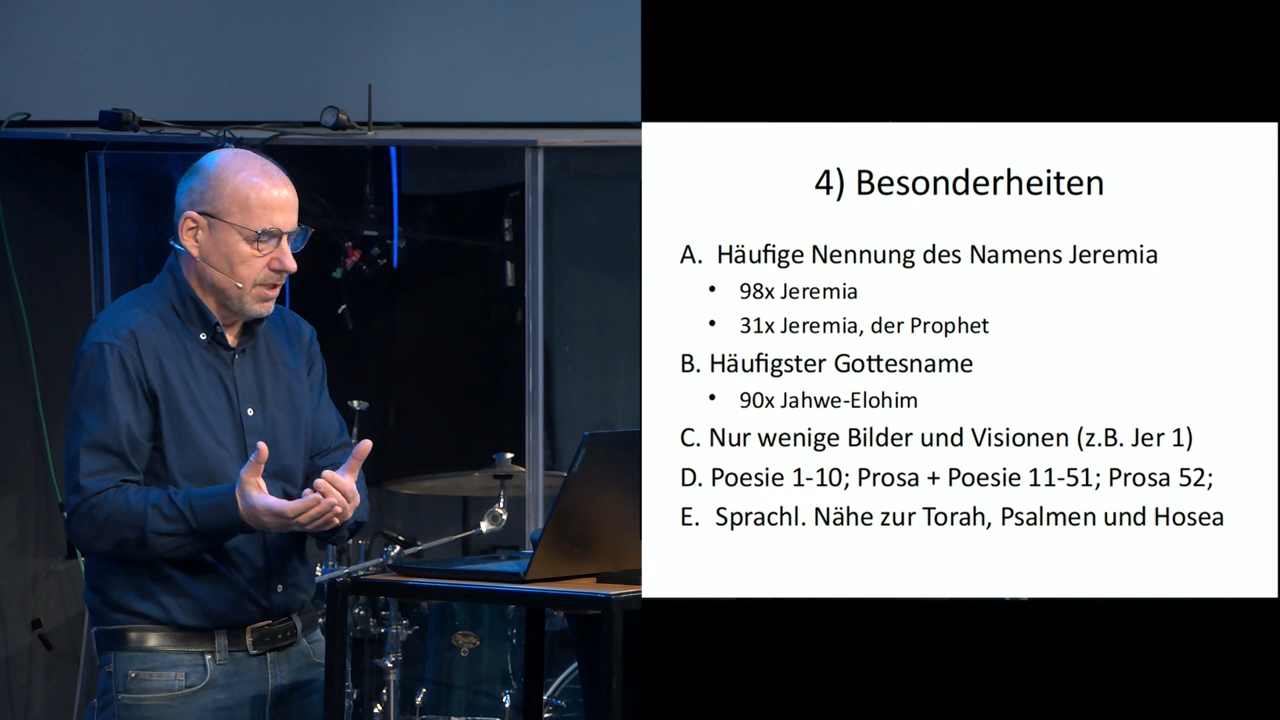 4) Besonderheiten
A. Häufige Nennung des Namens Jeremia
• 98x Jeremia
• 31x Jeremia, der Prophet
B. Häufigster Gottesname
• 90x Jahwe-Elohim
C. Nur wenige Bilder und Visionen (z.B. Jer 1)
D. Poesie 1-10; Prosa + Poesie 11-51; Prosa 52;
E. Sprachl. Nähe zur Torah, Psalmen und Hosea